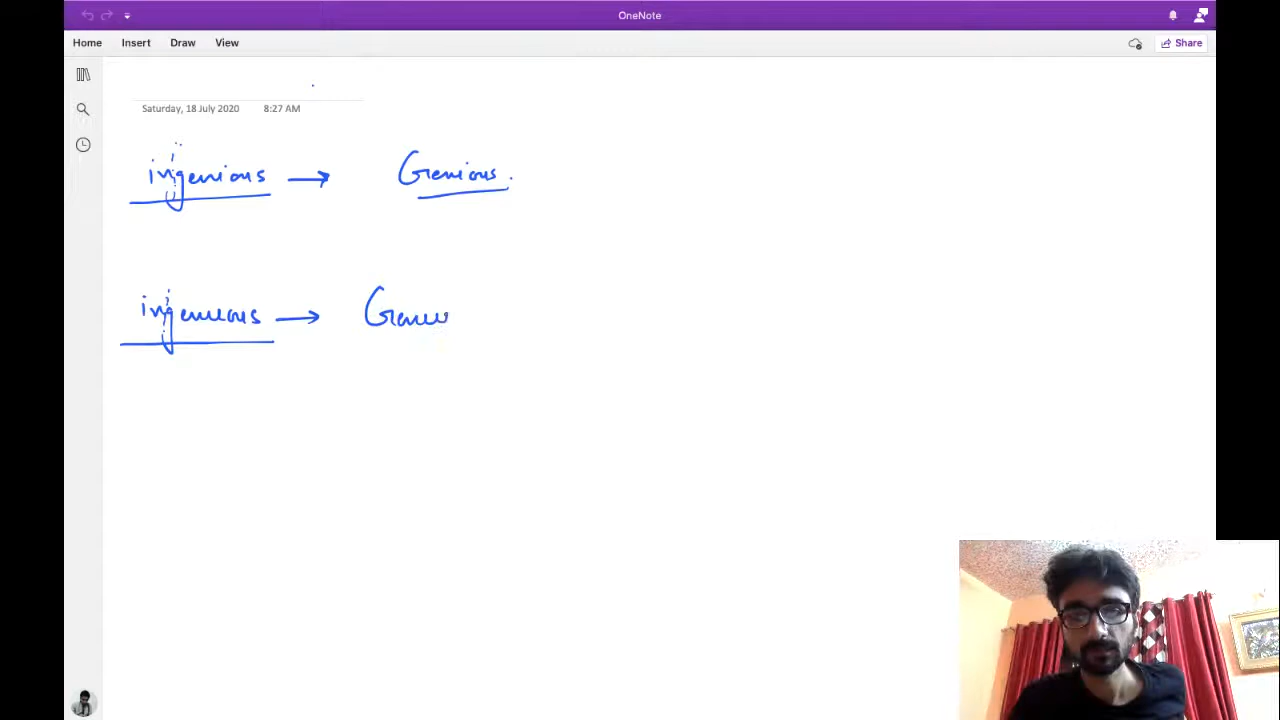 OneNote
Home Insert Draw View Share
Saturday, 18 July 2020 8:27 AM
ingenious → Genious.
ingenuous → Genu